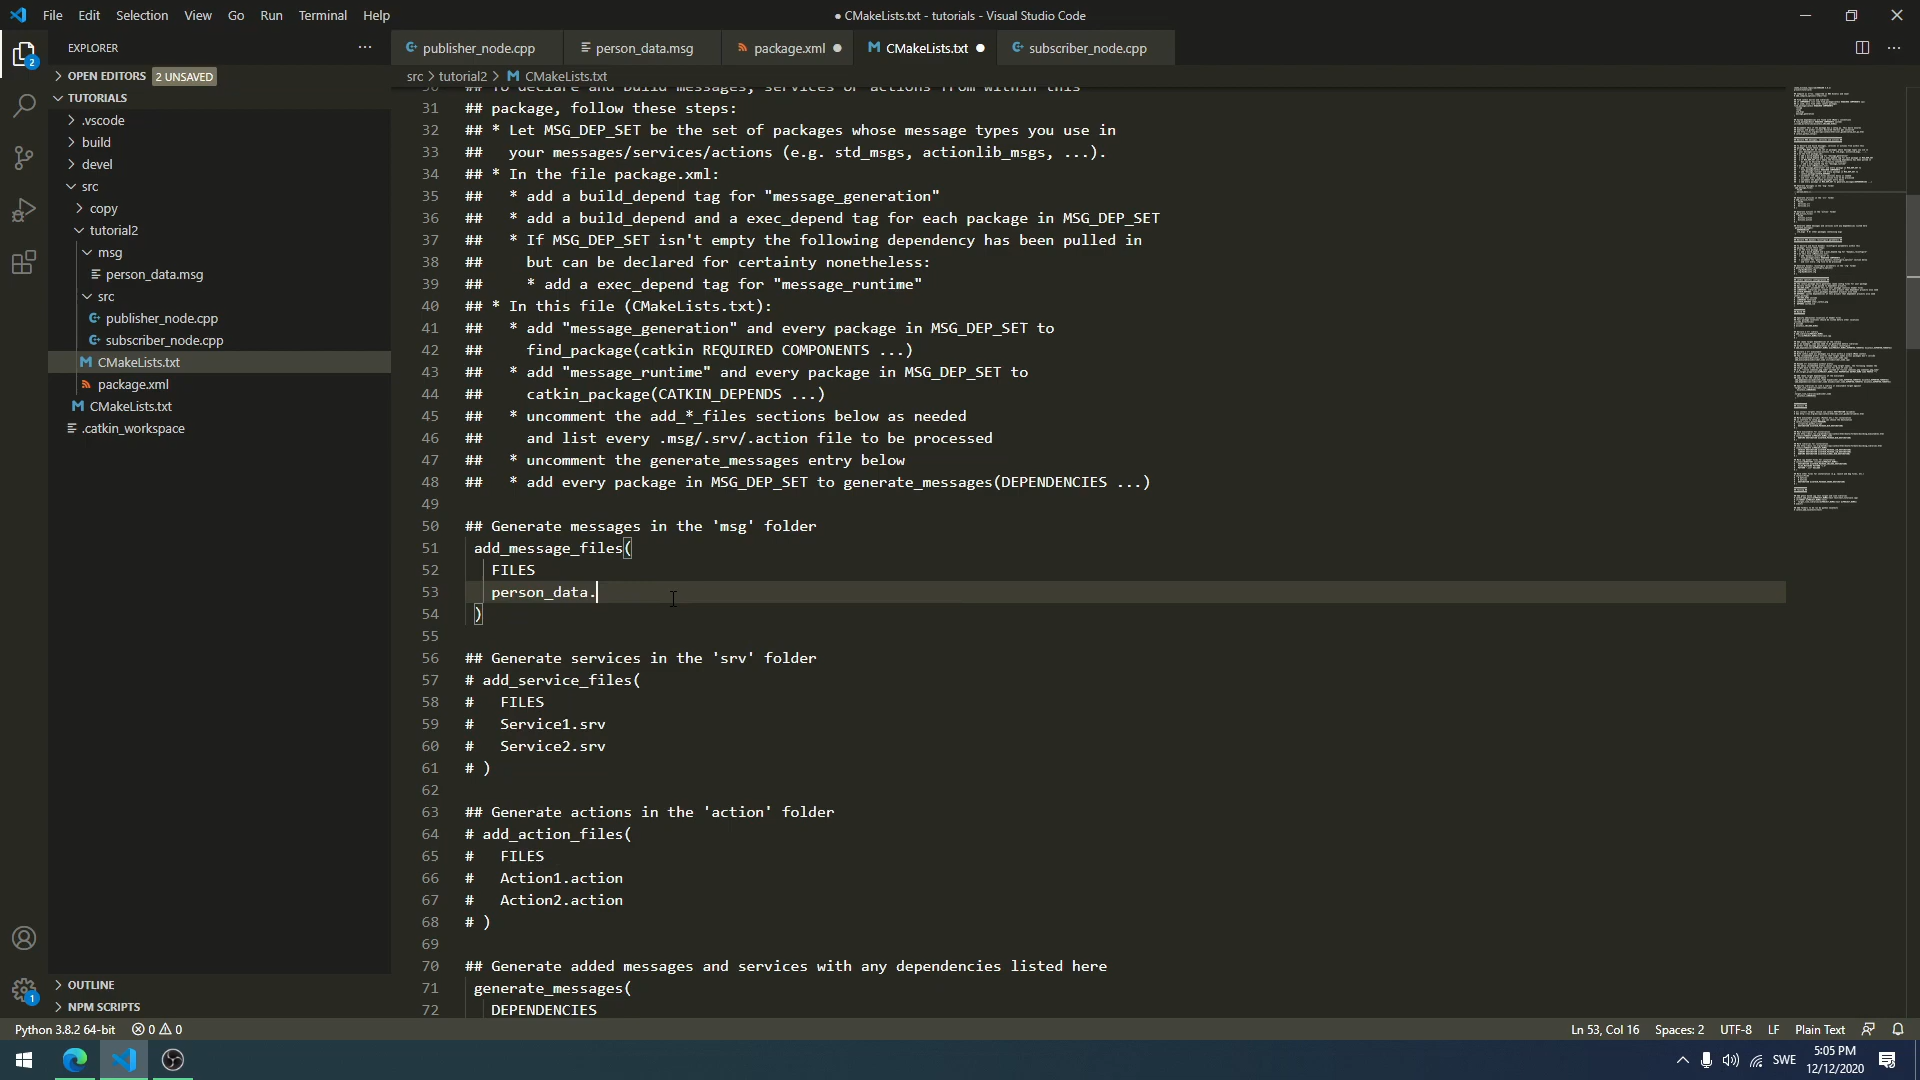 File Edit Selection View Go Run Terminal Help
● CMakeLists.txt - tutorials - Visual Studio Code
EXPLORER
publisher_node.cpp
person_data.msg
package.xml
CMakeLists.txt
subscriber_node.cpp
OPEN EDITORS 2 UNSAVED
src > tutorial2 > CMakeLists.txt
TUTORIALS
.vscode
build
devel
src
copy
tutorial2
msg
person_data.msg
src
publisher_node.cpp
subscriber_node.cpp
CMakeLists.txt
package.xml
CMakeLists.txt
.catkin_workspace
OUTLINE
NPM SCRIPTS
30 ## To declare and build messages, services or actions from within this
31 ## package, follow these steps:
32 ## * Let MSG_DEP_SET be the set of packages whose message types you use in
33 ##   your messages/services/actions (e.g. std_msgs, actionlib_msgs, ...).
34 ## * In the file package.xml:
35 ##   * add a build_depend tag for "message_generation"
36 ##   * add a build_depend and a exec_depend tag for each package in MSG_DEP_SET
37 ##   * If MSG_DEP_SET isn't empty the following dependency has been pulled in
38 ##     but can be declared for certainty nonetheless:
39 ##     * add a exec_depend tag for "message_runtime"
40 ## * In this file (CMakeLists.txt):
41 ##   * add "message_generation" and every package in MSG_DEP_SET to
42 ##     find_package(catkin REQUIRED COMPONENTS ...)
43 ##   * add "message_runtime" and every package in MSG_DEP_SET to
44 ##     catkin_package(CATKIN_DEPENDS ...)
45 ##   * uncomment the add_*_files sections below as needed
46 ##     and list every .msg/.srv/.action file to be processed
47 ##   * uncomment the generate_messages entry below
48 ##   * add every package in MSG_DEP_SET to generate_messages(DEPENDENCIES ...)
49
50 ## Generate messages in the 'msg' folder
51  add_message_files(
52    FILES
53    person_data.
54  )
55
56 ## Generate services in the 'srv' folder
57 # add_service_files(
58 #   FILES
59 #   Service1.srv
60 #   Service2.srv
61 # )
62
63 ## Generate actions in the 'action' folder
64 # add_action_files(
65 #   FILES
66 #   Action1.action
67 #   Action2.action
68 # )
69
70 ## Generate added messages and services with any dependencies listed here
71  generate_messages(
72    DEPENDENCIES
2
1
Python 3.8.2 64-bit 0 0 Ln 53, Col 16 Spaces: 2 UTF-8 LF Plain Text
SWE
5:05 PM
12/12/2020